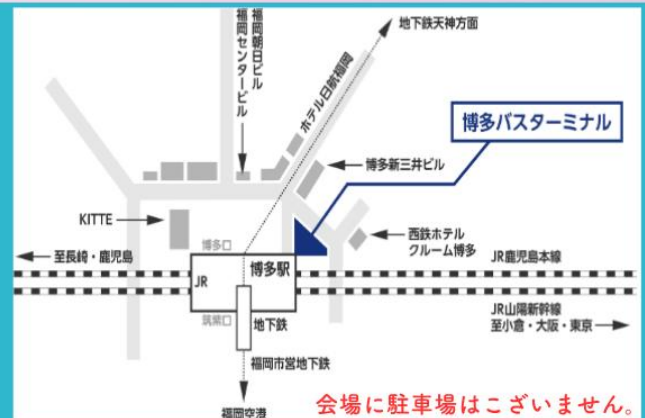 地下鉄天神方面
福岡朝日ビル
福岡センタービル
ホテル日航福岡
博多バスターミナル
博多新三井ビル
KITTE
西鉄ホテル
クルーム博多
至長崎・鹿児島
博多口
JR鹿児島本線
JR
博多駅
JR山陽新幹線
至小倉・大阪・東京
筑紫口
地下鉄
福岡市営地下鉄
福岡空港
会場に駐車場はこざいません。